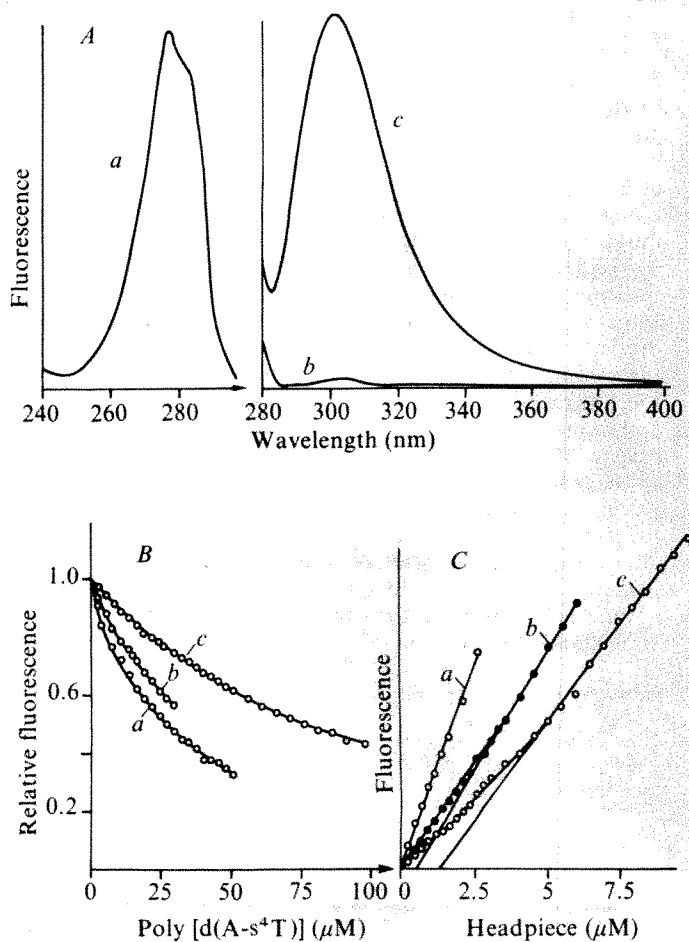 A
a
c
b
Fluorescence
240 260 280 280 300 320 340 360 380 400
Wavelength (nm)
B
C
1.0
0.6
0.2
c
b
a
Relative fluorescence
0 25 50 75 100
Poly [d(A-s⁴T)] (μM)
a
b
c
Fluorescence
0 2.5 5.0 7.5
Headpiece (μM)